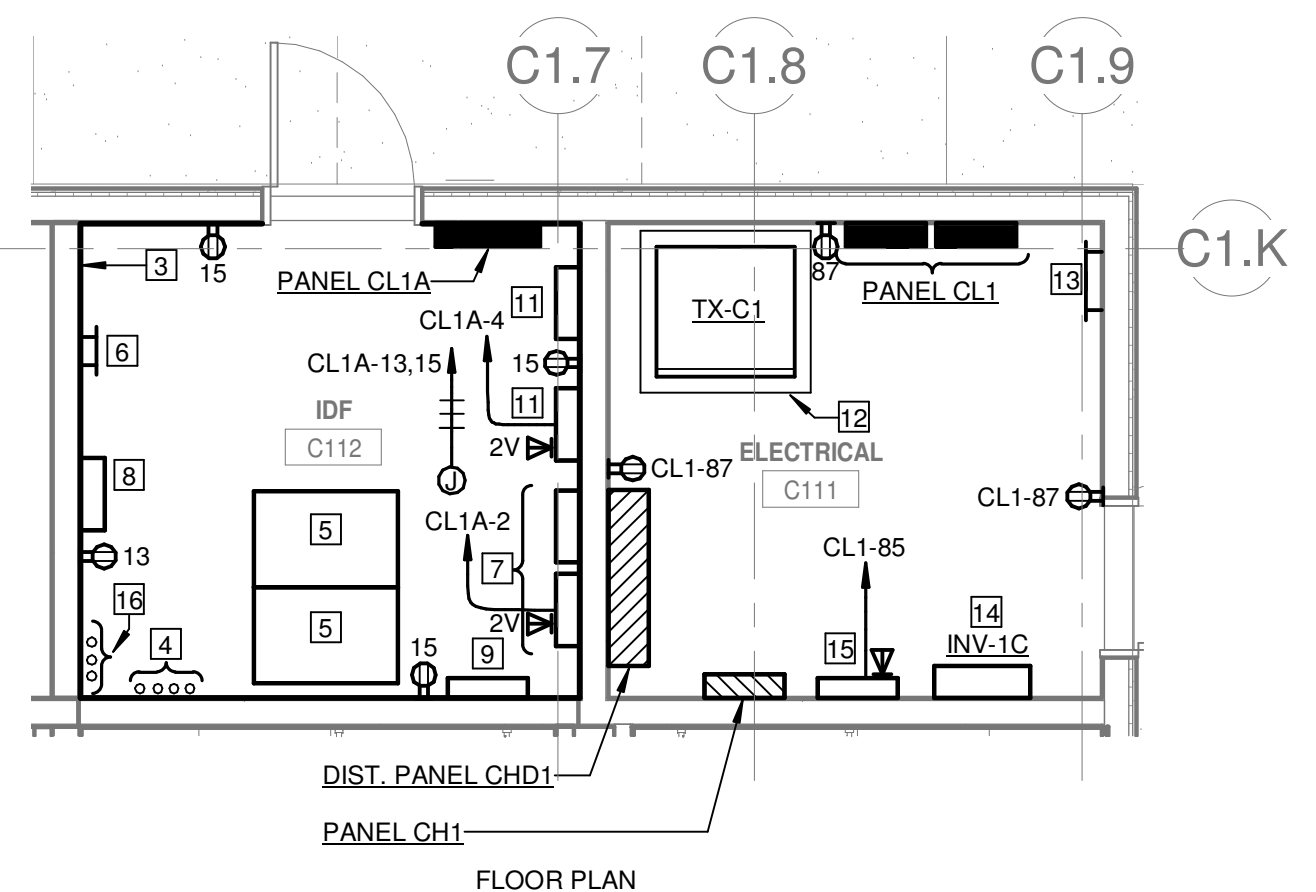 C1.7
C1.8
C1.9
C1.K
3
15
PANEL CL1A
11
87
PANEL CL1
13
TX-C1
6
CL1A-4
CL1A-13,15
15
IDF
C112
11
12
2V
ELECTRICAL
C111
8
J
CL1-87
CL1-87
5
CL1A-2
13
7
CL1-85
16
5
2V
14
4
15
9
15
INV-1C
DIST. PANEL CHD1
PANEL CH1
FLOOR PLAN